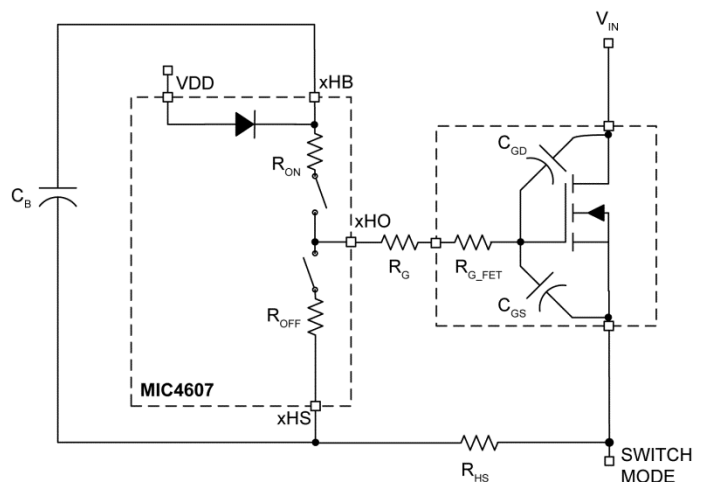 V_IN
VDD
xHB
C_GD
R_ON
C_B
xHO
R_G
R_G_FET
R_OFF
C_GS
MIC4607
xHS
R_HS
SWITCH
MODE